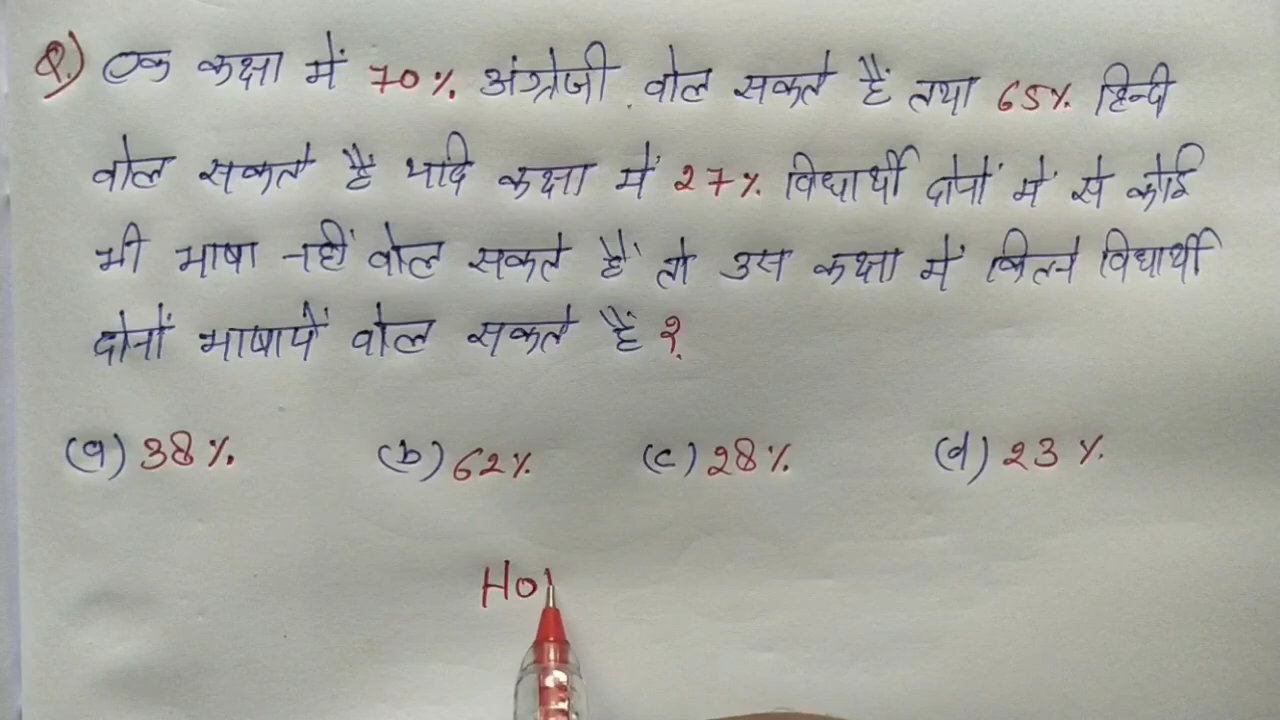 Q.) एक कक्षा में 70%. अंग्रेजी वोल सकते हैं तथा 65%. हिन्दी
वोल सकते हैं यदि कक्षा में 27%. विधार्थी दोनों में से कोई
भी भाषा नहीं वोल सकते हैं तो उस कक्षा में कितने विधार्थी
दोनों भाषायें वोल सकते हैं ?
(a) 38%. (b) 62% (c) 28%. (d) 23%.
Ho